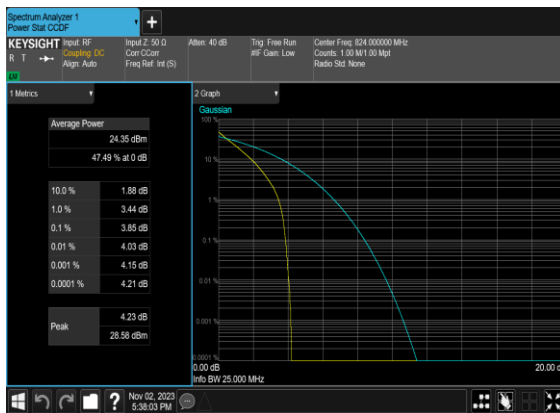 Spectrum Analyzer 1
Power Stat CCDF
+
KEYSIGHT
R T
LXI
Input: RF
Coupling: DC
Align: Auto
Input Z: 50 Ω
Corr CCorr
Freq Ref: Int (S)
Atten: 40 dB
Trig: Free Run
#IF Gain: Low
Center Freq: 824.000000 MHz
Counts: 1.00 M/1.00 Mpt
Radio Std: None
1 Metrics
Average Power
24.35 dBm
47.49 % at 0 dB
10.0 % 1.88 dB
1.0 % 3.44 dB
0.1 % 3.85 dB
0.01 % 4.03 dB
0.001 % 4.15 dB
0.0001 % 4.21 dB
Peak 4.23 dB
28.58 dBm
2 Graph
Gaussian
100 %
10 %
1 %
0.1 %
0.01 %
0.001 %
0.0001 %
0.00 dB
20.00 d
Info BW 25.000 MHz
?
Nov 02, 2023
5:38:03 PM